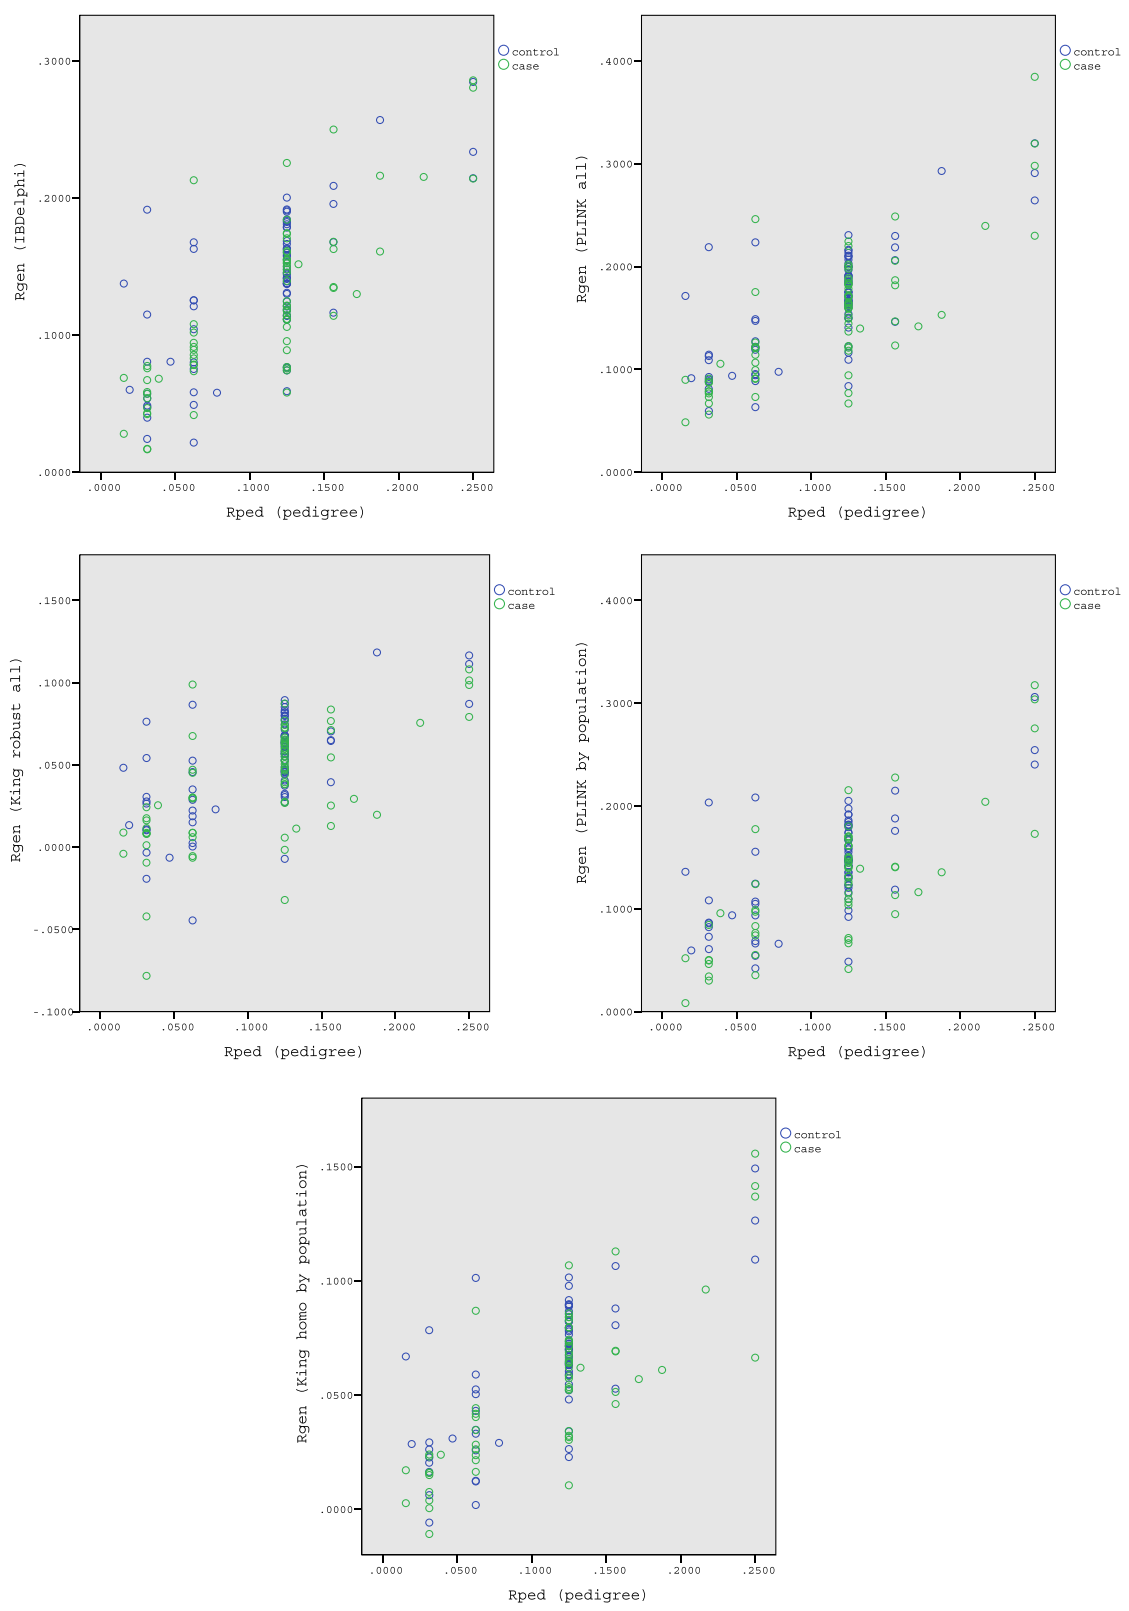 .3000
.2000
.1000
.0000
Rgen (IBDelphi)
.0000 .0500 .1000 .1500 .2000 .2500
Rped (pedigree)
control
case
.4000
.3000
.2000
.1000
.0000
Rgen (PLINK all)
.0000 .0500 .1000 .1500 .2000 .2500
Rped (pedigree)
control
case
.1500
.1000
.0500
.0000
-.0500
-.1000
Rgen (King robust all)
.0000 .0500 .1000 .1500 .2000 .2500
Rped (pedigree)
control
case
.4000
.3000
.2000
.1000
.0000
Rgen (PLINK by population)
.0000 .0500 .1000 .1500 .2000 .2500
Rped (pedigree)
control
case
.1500
.1000
.0500
.0000
Rgen (King homo by population)
.0000 .0500 .1000 .1500 .2000 .2500
Rped (pedigree)
control
case